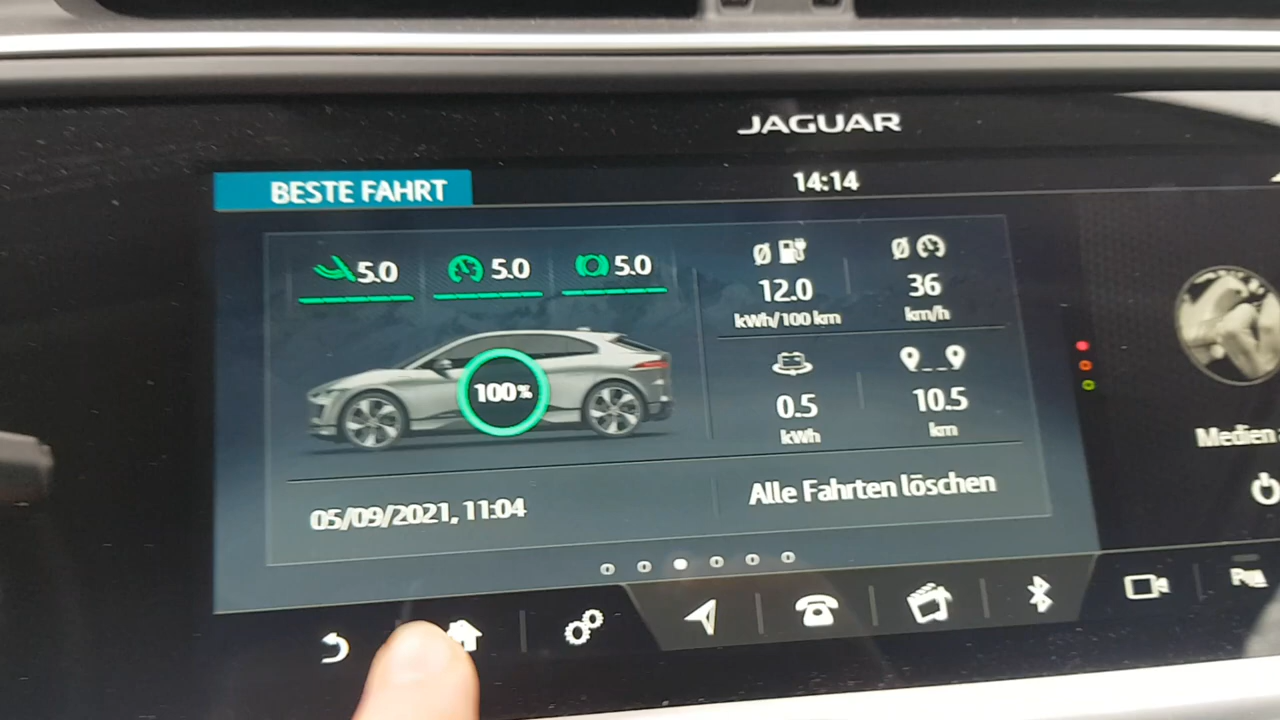 JAGUAR
BESTE FAHRT
14:14
5.0
5.0
5.0
Ø
12.0
kWh/100 km
Ø
36
km/h
100%
0.5
kWh
10.5
km
05/09/2021, 11:04
Alle Fahrten löschen
Medien